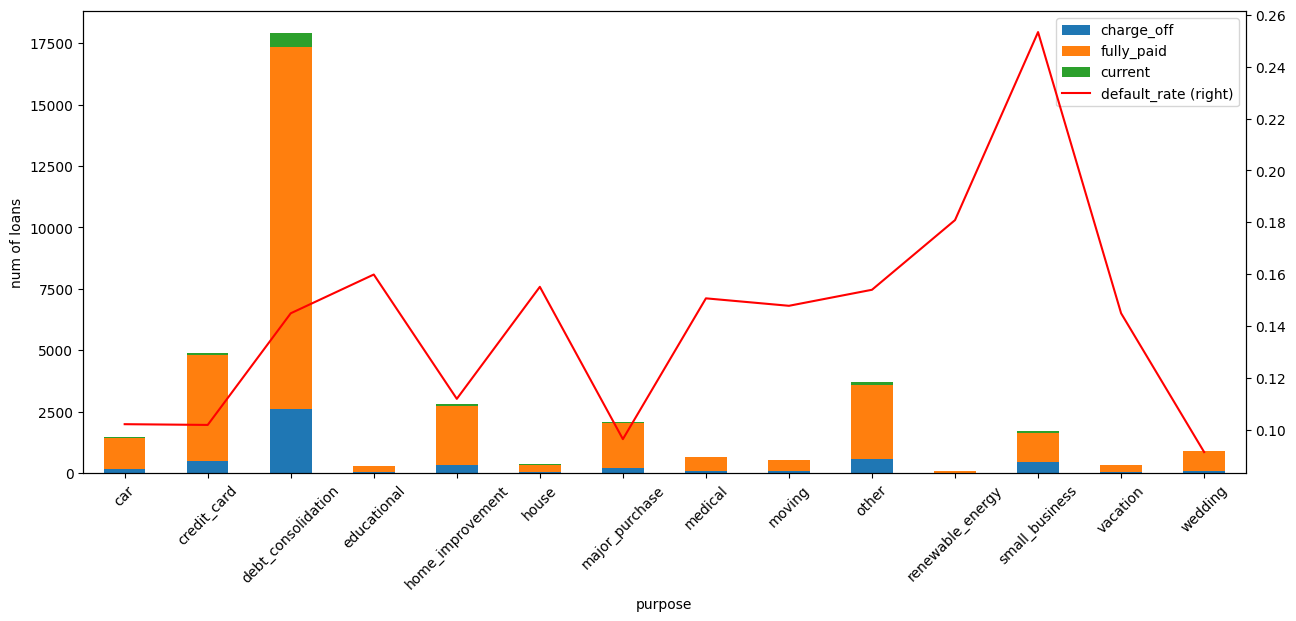 charge_off
fully_paid
current
default_rate (right)
num of loans
17500
15000
12500
10000
7500
5000
2500
0
0.26
0.24
0.22
0.20
0.18
0.16
0.14
0.12
0.10
car
credit_card
debt_consolidation
educational
home_improvement
house
major_purchase
medical
moving
other
renewable_energy
small_business
vacation
wedding
purpose